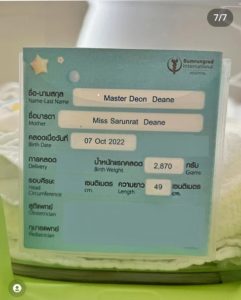 7/7
Bumrungrad
International
HOSPITAL
ชื่อ-นามสกุล
Name-Last Name
Master Deon Deane
ชื่อมารดา
Mother
Miss Sarunrat Deane
คลอดเมื่อวันที่
Birth Date
07 Oct 2022
การคลอด
Delivery
น้ำหนักแรกคลอด
Birth Weight
2,870
กรัม
Grams
รอบศีรษะ
Head
Circumference
เซนติเมตร
cm.
ความยาว
Length
49
เซนติเมตร
cm.
สูติแพทย์
Obstetrician
กุมารแพทย์
Pediatrician